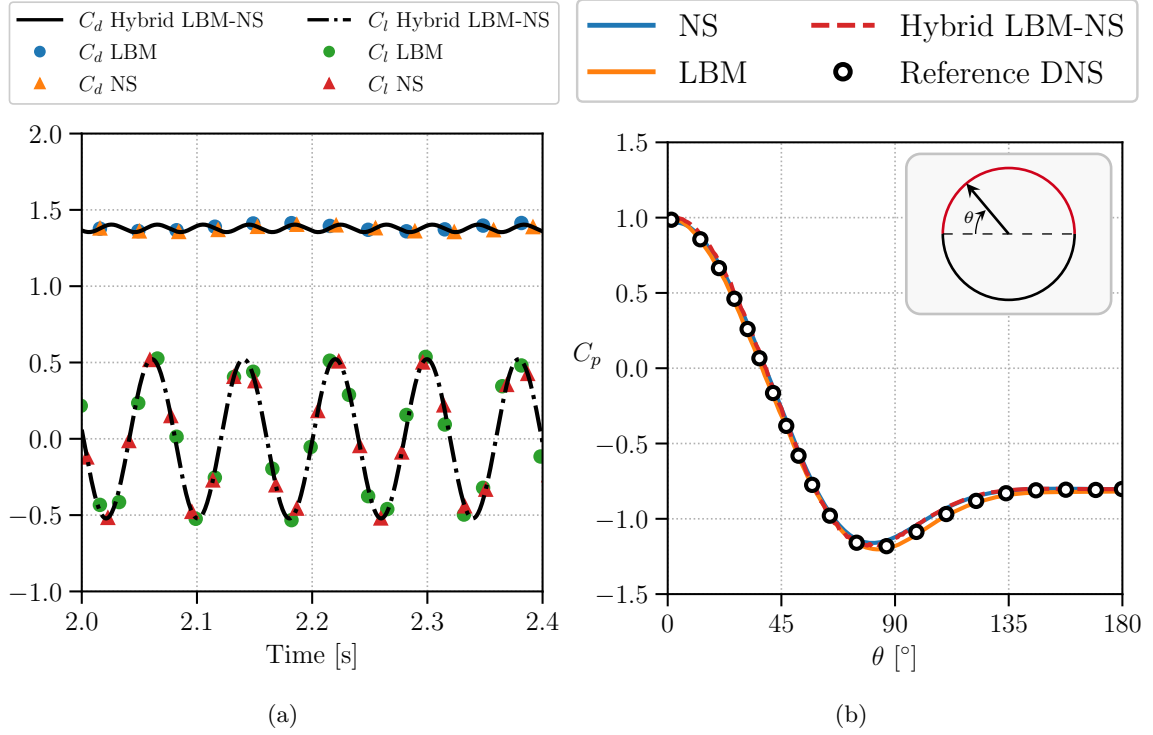 C_d Hybrid LBM-NS
C_l Hybrid LBM-NS
C_d LBM
C_l LBM
C_d NS
C_l NS
2.0
1.5
1.0
0.5
0.0
−0.5
−1.0
2.0
2.1
2.2
2.3
2.4
Time [s]
(a)
NS
Hybrid LBM-NS
LBM
Reference DNS
1.5
1.0
0.5
0.0
−0.5
−1.0
−1.5
C_p
θ
0
45
90
135
180
θ [°]
(b)